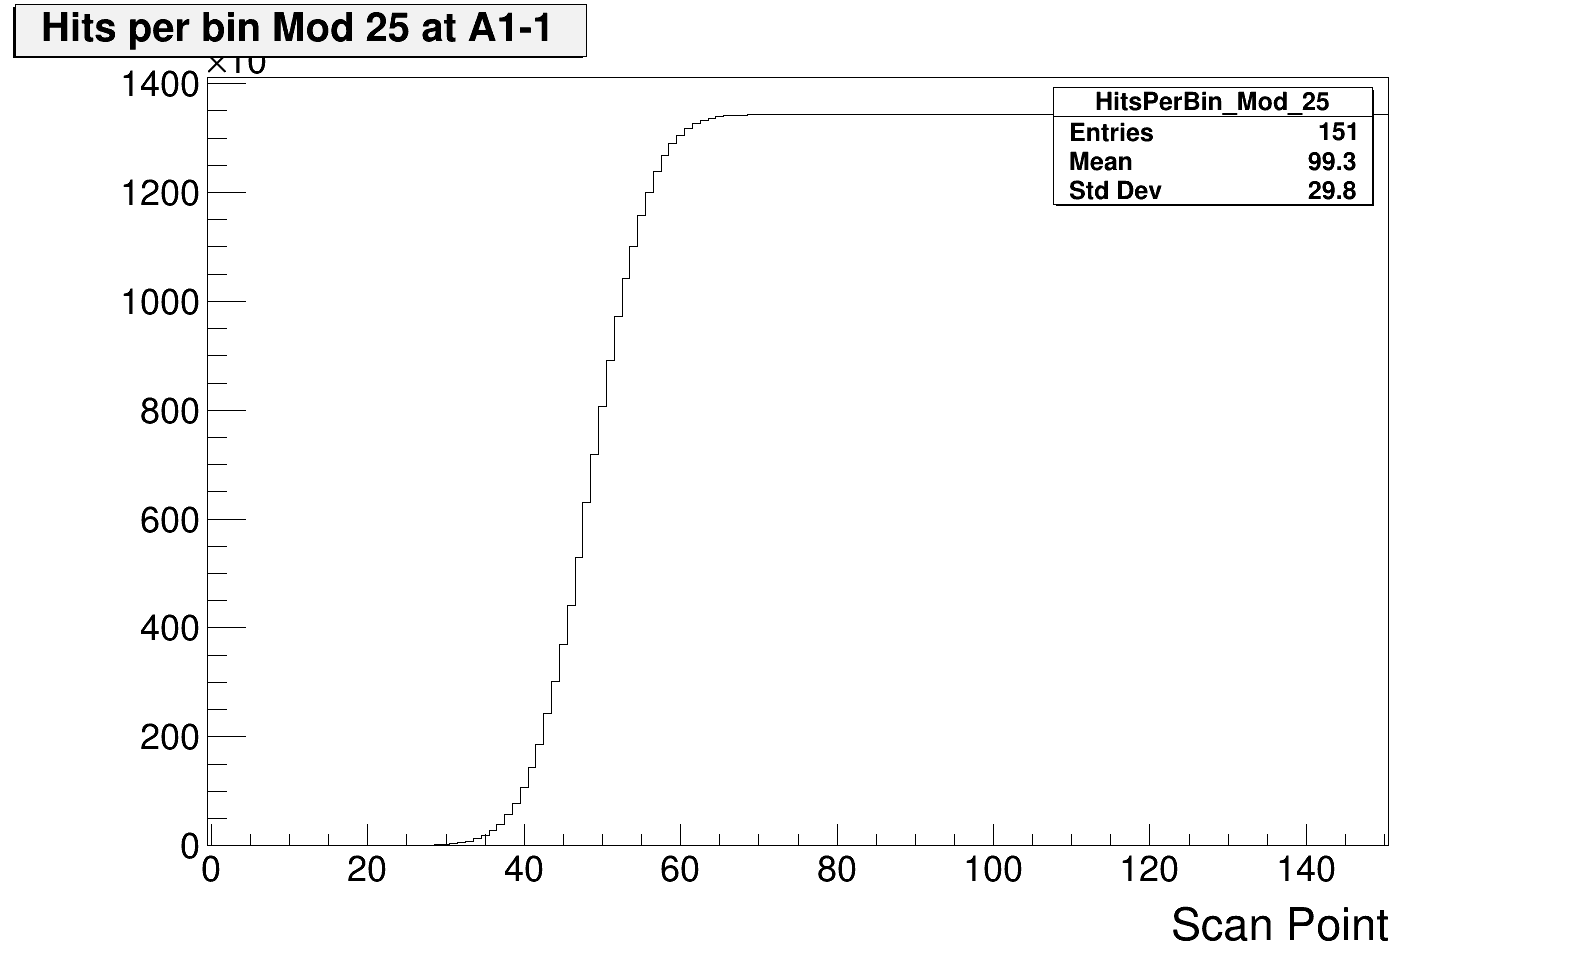 Hits per bin Mod 25 at A1-1
×10
1400
1200
1000
800
600
400
200
0
HitsPerBin_Mod_25
Entries 151
Mean 99.3
Std Dev 29.8
0 20 40 60 80 100 120 140
Scan Point